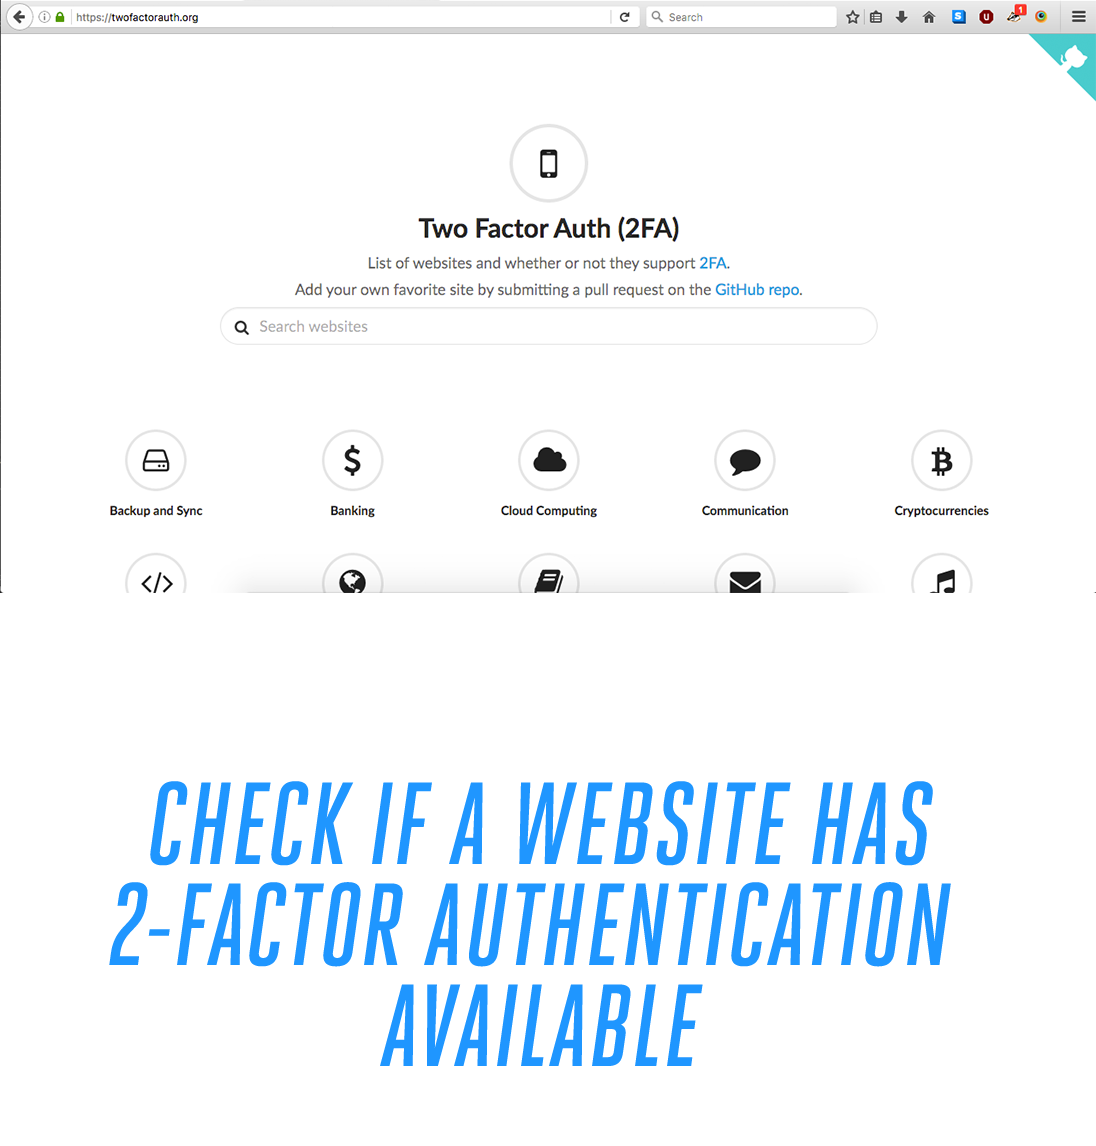 https://twofactorauth.org
Search
1
S
U
Two Factor Auth (2FA)
List of websites and whether or not they support 2FA.
Add your own favorite site by submitting a pull request on the GitHub repo.
Search websites
Backup and Sync
Banking
Cloud Computing
Communication
Cryptocurrencies
CHECK IF A WEBSITE HAS
2-FACTOR AUTHENTICATION
AVAILABLE